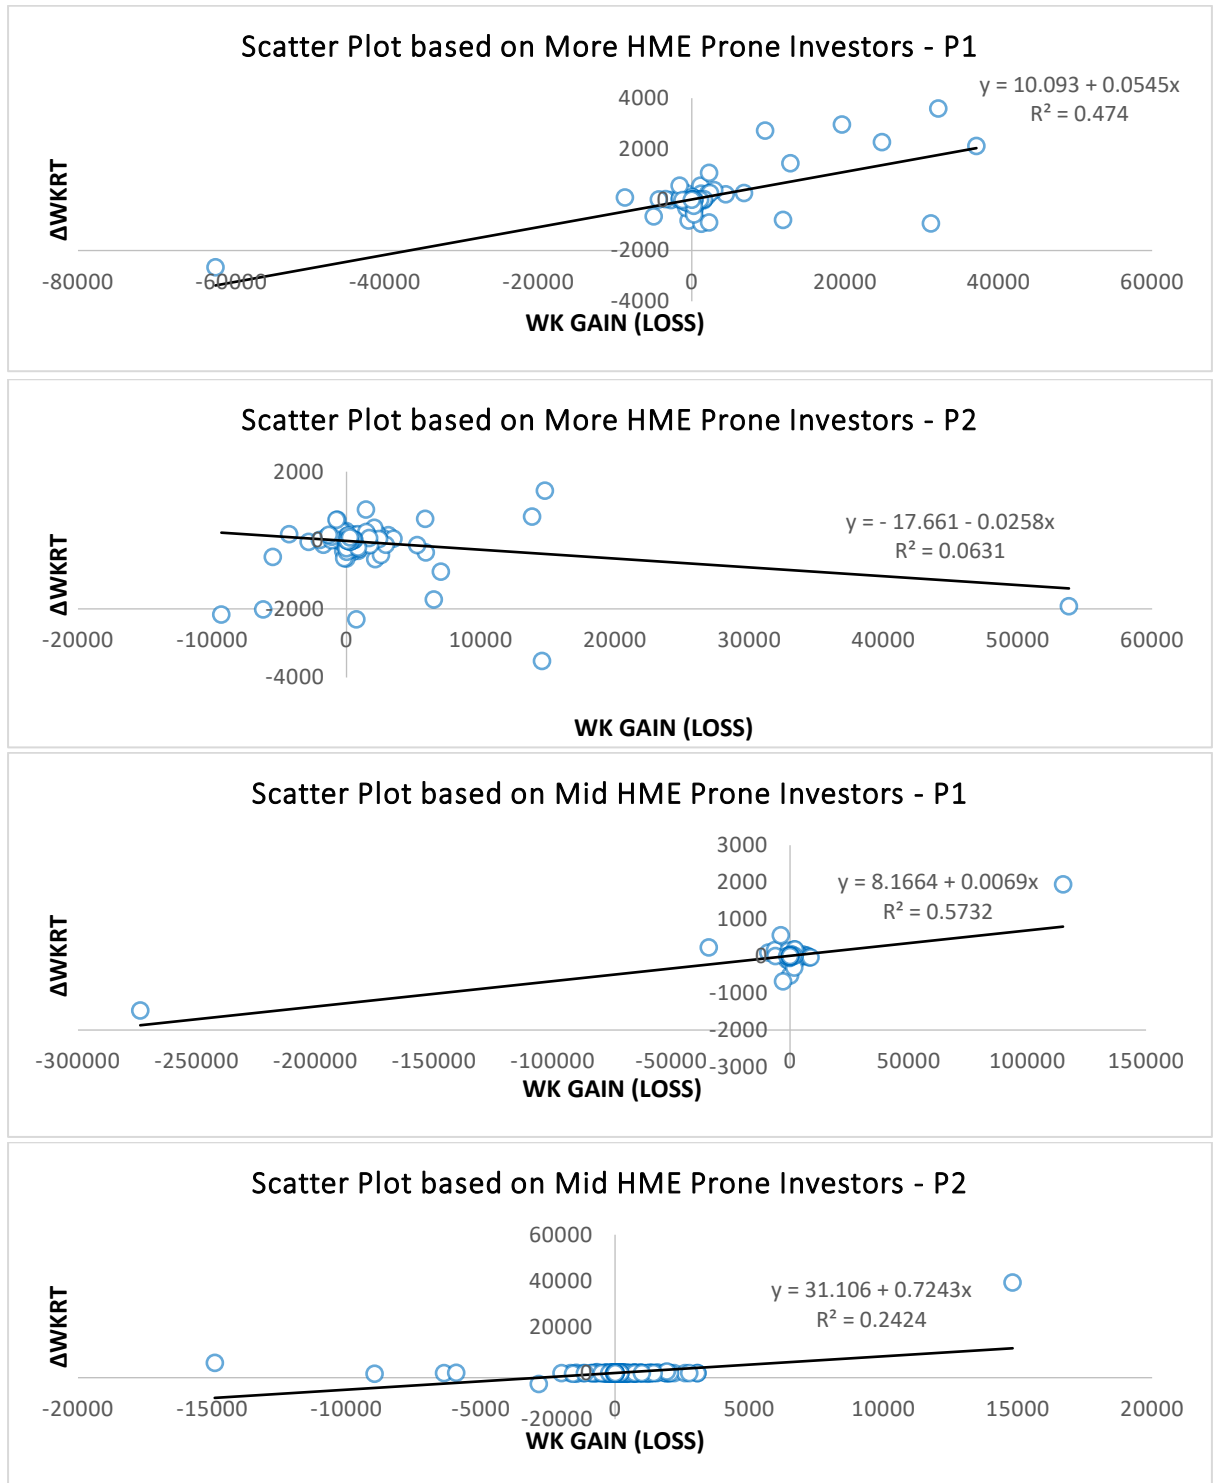 Scatter Plot based on More HME Prone Investors - P1
y = 10.093 + 0.0545x
R² = 0.474
4000
2000
0
-2000
-4000
ΔWKRT
-80000 -60000 -40000 -20000 0 20000 40000 60000
WK GAIN (LOSS)
Scatter Plot based on More HME Prone Investors - P2
y = - 17.661 - 0.0258x
R² = 0.0631
2000
0
-2000
-4000
ΔWKRT
-20000 -10000 0 10000 20000 30000 40000 50000 60000
WK GAIN (LOSS)
Scatter Plot based on Mid HME Prone Investors - P1
y = 8.1664 + 0.0069x
R² = 0.5732
3000
2000
1000
0
-1000
-2000
-3000
ΔWKRT
-300000 -250000 -200000 -150000 -100000 -50000 0 50000 100000 150000
WK GAIN (LOSS)
Scatter Plot based on Mid HME Prone Investors - P2
y = 31.106 + 0.7243x
R² = 0.2424
60000
40000
20000
0
-20000
ΔWKRT
-20000 -15000 -10000 -5000 0 5000 10000 15000 20000
WK GAIN (LOSS)